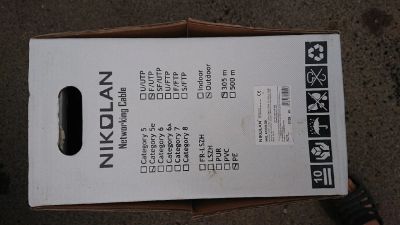 NIKOLAN
Networking Cable
Category 5
Category 5e
Category 6
Category 6a
Category 7
Category 8
U/UTP
F/UTP
SF/UTP
U/FTP
F/FTP
S/FTP
FR-LSZH
LSZH
PUR
PVC
PE
Indoor
Outdoor
305 m
500 m
NIKOLAN
10